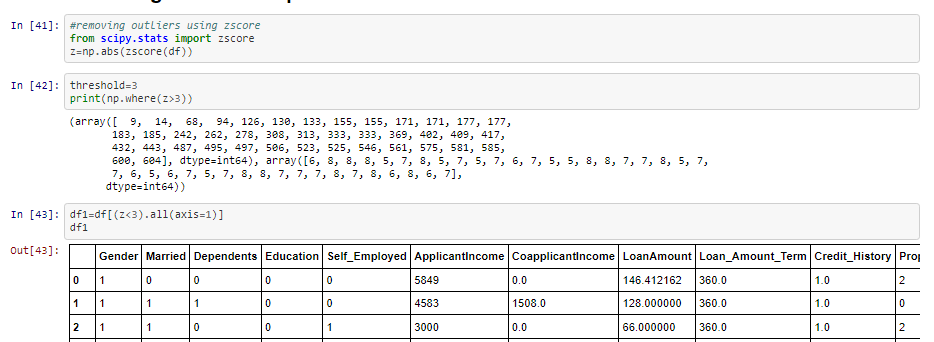 In [41]: #removing outliers using zscore
from scipy.stats import zscore
z=np.abs(zscore(df))
In [42]: threshold=3
print(np.where(z>3))
(array([  9,  14,  68,  94, 126, 130, 133, 155, 155, 171, 171, 177, 177,
183, 185, 242, 262, 278, 308, 313, 333, 333, 369, 402, 409, 417,
432, 443, 487, 495, 497, 506, 523, 525, 546, 561, 575, 581, 585,
600, 604], dtype=int64), array([6, 8, 8, 8, 5, 7, 8, 5, 7, 5, 7, 6, 7, 5, 5, 8, 8, 7, 7, 8, 5, 7,
7, 6, 5, 6, 7, 5, 7, 8, 8, 7, 7, 7, 8, 7, 8, 6, 8, 6, 7],
dtype=int64))
In [43]: df1=df[(z<3).all(axis=1)]
df1
Out[43]:
Gender Married Dependents Education Self_Employed ApplicantIncome CoapplicantIncome LoanAmount Loan_Amount_Term Credit_History
0 1 0 0 0 0 5849 0.0 146.412162 360.0 1.0 2
1 1 1 1 0 0 4583 1508.0 128.000000 360.0 1.0 0
2 1 1 0 0 1 3000 0.0 66.000000 360.0 1.0 2